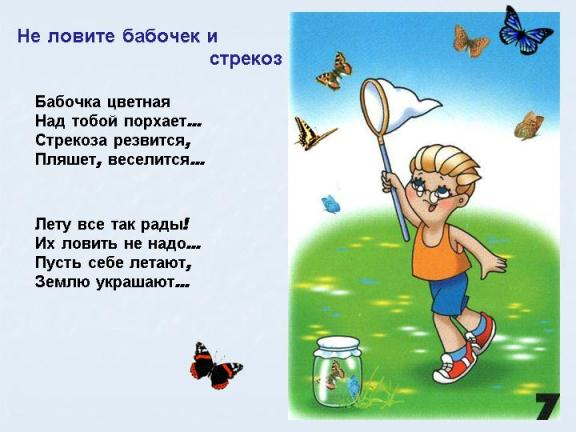 Не ловите бабочек и
стрекоз
Бабочка цветная
Над тобой порхает...
Стрекоза резвится,
Пляшет, веселится...
Лету все так рады!
Их ловить не надо...
Пусть себе летают,
Землю украшают...
7